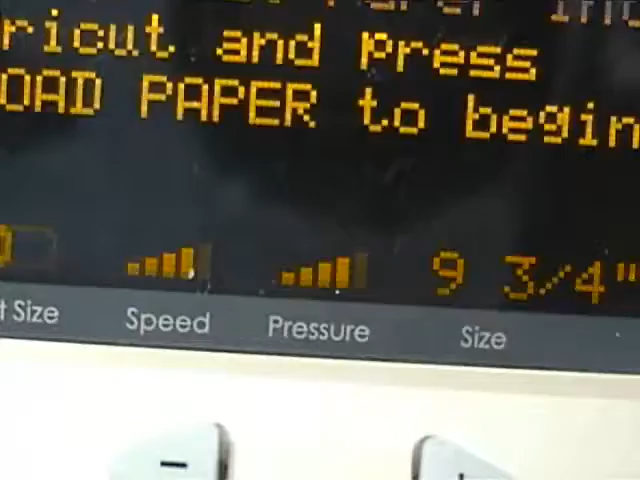 ricut and press
OAD PAPER to begin
9 3/4"
t Size Speed Pressure Size